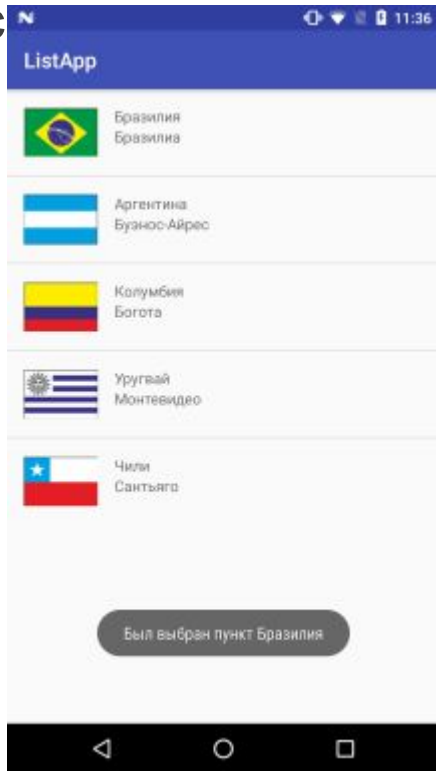 С
N 11:36
ListApp
Бразилия
Бразилиа
Аргентина
Буэнос-Айрес
Колумбия
Богота
Уругвай
Монтевидео
Чили
Сантьяго
Был выбран пункт Бразилия